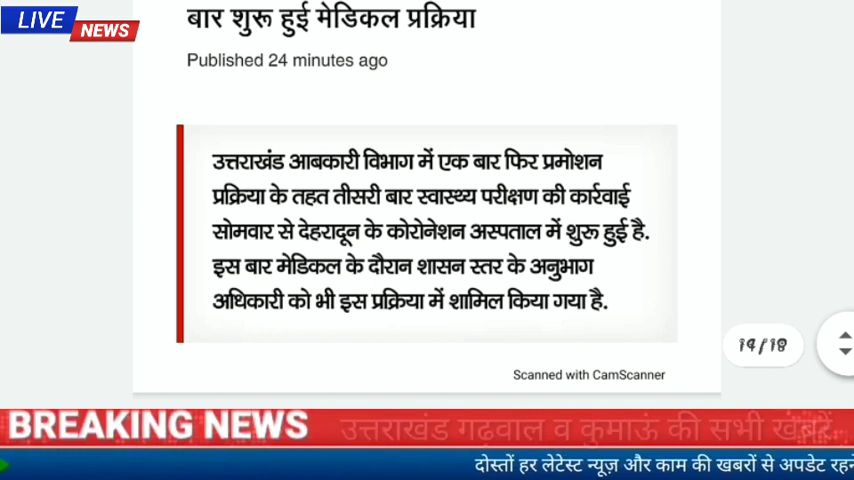 LIVE
NEWS
बार शुरू हुई मेडिकल प्रक्रिया
Published 24 minutes ago
उत्तराखंड आबकारी विभाग में एक बार फिर प्रमोशन
प्रक्रिया के तहत तीसरी बार स्वास्थ्य परीक्षण की कार्रवाई
सोमवार से देहरादून के कोरोनेशन अस्पताल में शुरू हुई है.
इस बार मेडिकल के दौरान शासन स्तर के अनुभाग
अधिकारी को भी इस प्रक्रिया में शामिल किया गया है.
Scanned with CamScanner
BREAKING NEWS
उत्तराखंड गढ़वाल व कुमाऊं की सभी खबरें
दोस्तों हर लेटेस्ट न्यूज़ और काम की खबरों से अपडेट रहने